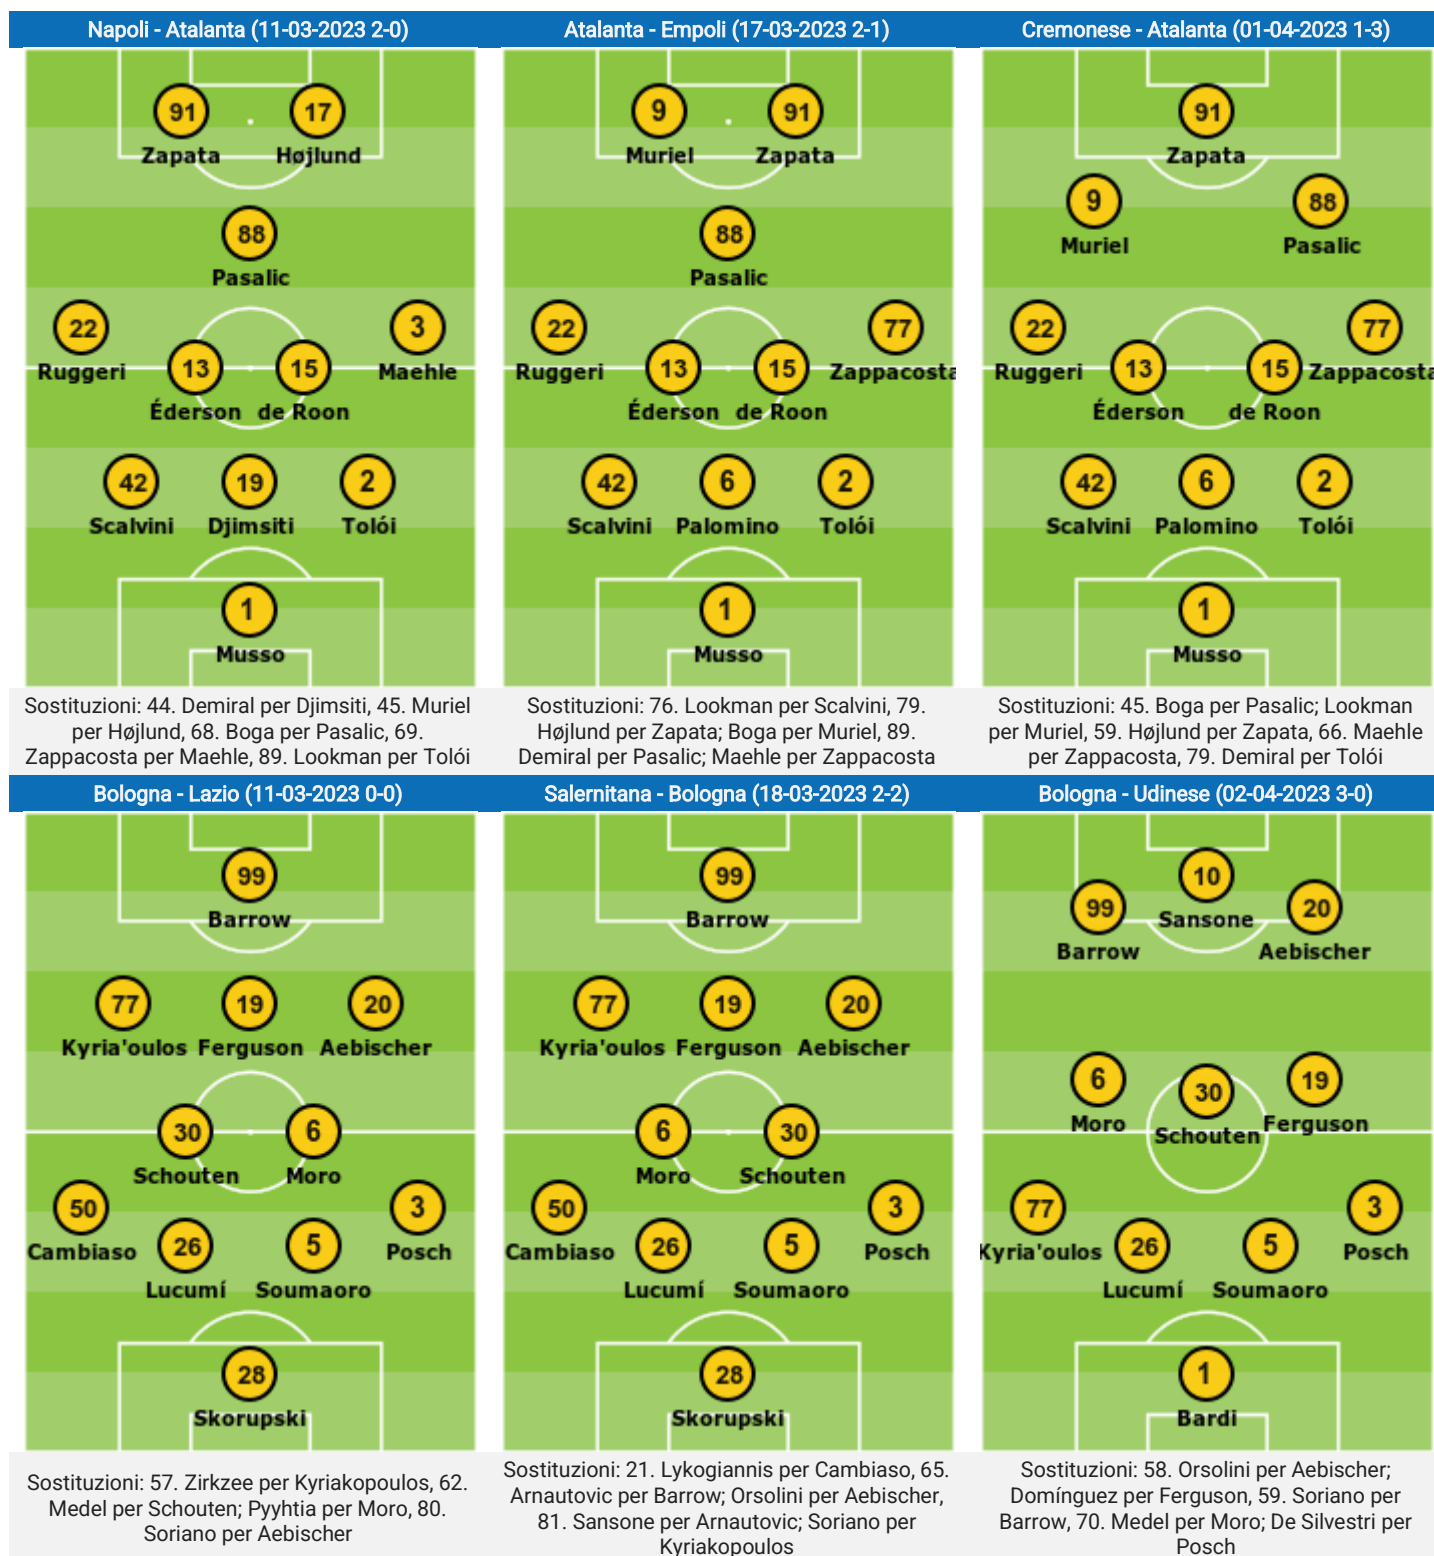 Napoli - Atalanta (11-03-2023 2-0)
91
17
Zapata
Højlund
88
Pasalic
22
3
Ruggeri
13
15
Maehle
Éderson
de Roon
42
19
2
Scalvini
Djimsiti
Tolói
1
Musso
Sostituzioni: 44. Demiral per Djimsiti, 45. Muriel
per Højlund, 68. Boga per Pasalic, 69.
Zappacosta per Maehle, 89. Lookman per Tolói
Atalanta - Empoli (17-03-2023 2-1)
9
91
Muriel
Zapata
88
Pasalic
22
77
Ruggeri
13
15
Zappacosta
Éderson
de Roon
42
6
2
Scalvini
Palomino
Tolói
1
Musso
Sostituzioni: 76. Lookman per Scalvini, 79.
Højlund per Zapata; Boga per Muriel, 89.
Demiral per Pasalic; Maehle per Zappacosta
Cremonese - Atalanta (01-04-2023 1-3)
91
Zapata
9
88
Muriel
Pasalic
22
77
Ruggeri
13
15
Zappacosta
Éderson
de Roon
42
6
2
Scalvini
Palomino
Tolói
1
Musso
Sostituzioni: 45. Boga per Pasalic; Lookman
per Muriel, 59. Højlund per Zapata, 66. Maehle
per Zappacosta, 79. Demiral per Tolói
Bologna - Lazio (11-03-2023 0-0)
99
Barrow
77
19
20
Kyria'oulos
Ferguson
Aebischer
30
6
Schouten
Moro
50
3
Cambiaso
26
5
Posch
Lucumí
Soumaoro
28
Skorupski
Sostituzioni: 57. Zirkzee per Kyriakopoulos, 62.
Medel per Schouten; Pyyhtia per Moro, 80.
Soriano per Aebischer
Salernitana - Bologna (18-03-2023 2-2)
99
Barrow
77
19
20
Kyria'oulos
Ferguson
Aebischer
6
30
Moro
Schouten
50
3
Cambiaso
26
5
Posch
Lucumí
Soumaoro
28
Skorupski
Sostituzioni: 21. Lykogiannis per Cambiaso, 65.
Arnautovic per Barrow; Orsolini per Aebischer,
81. Sansone per Arnautovic; Soriano per
Kyriakopoulos
Bologna - Udinese (02-04-2023 3-0)
10
99
20
Sansone
Barrow
Aebischer
6
30
19
Moro
Schouten
Ferguson
77
3
Kyria'oulos
26
5
Posch
Lucumí
Soumaoro
1
Bardi
Sostituzioni: 58. Orsolini per Aebischer;
Domínguez per Ferguson, 59. Soriano per
Barrow, 70. Medel per Moro; De Silvestri per
Posch